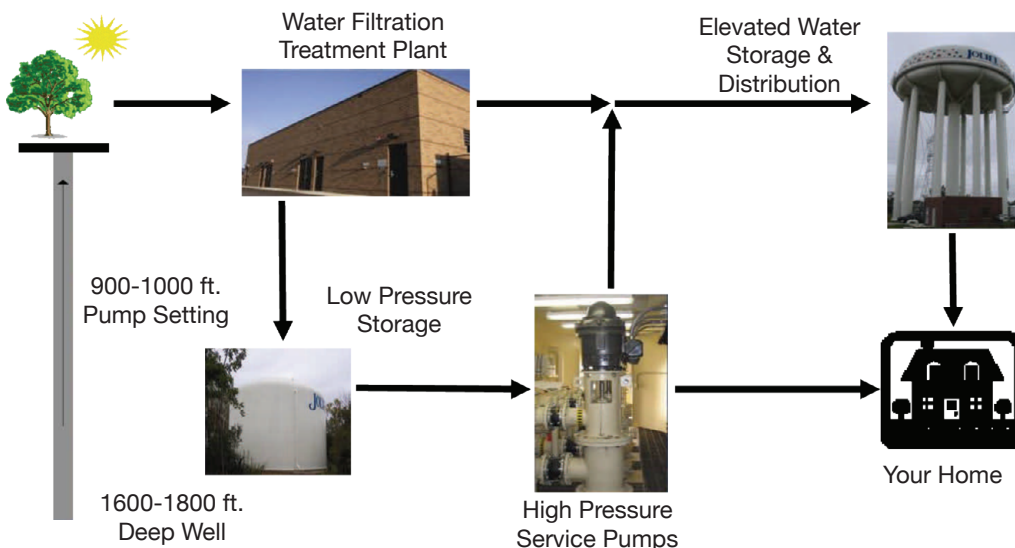 Water Filtration
Treatment Plant
Elevated Water
Storage &
Distribution
900-1000 ft.
Pump Setting
Low Pressure
Storage
1600-1800 ft.
Deep Well
High Pressure
Service Pumps
Your Home